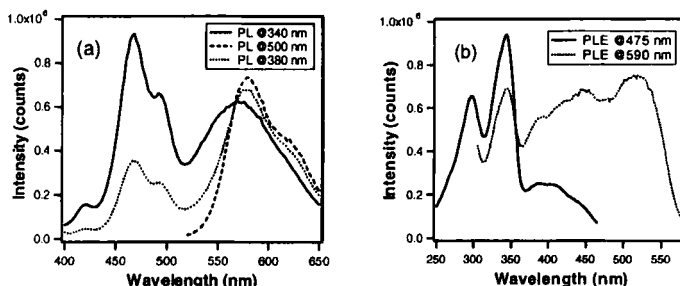 1.0x10⁶
(a)
PL @340 nm
PL @500 nm
PL @380 nm
0.8
0.6
0.4
0.2
0.0
Intensity (counts)
400 450 500 550 600 650
Wavelength (nm)
1.0x10⁶
(b)
PLE @475 nm
PLE @590 nm
0.8
0.6
0.4
0.2
0.0
Intensity (counts)
250 300 350 400 450 500 550
Wavelength (nm)